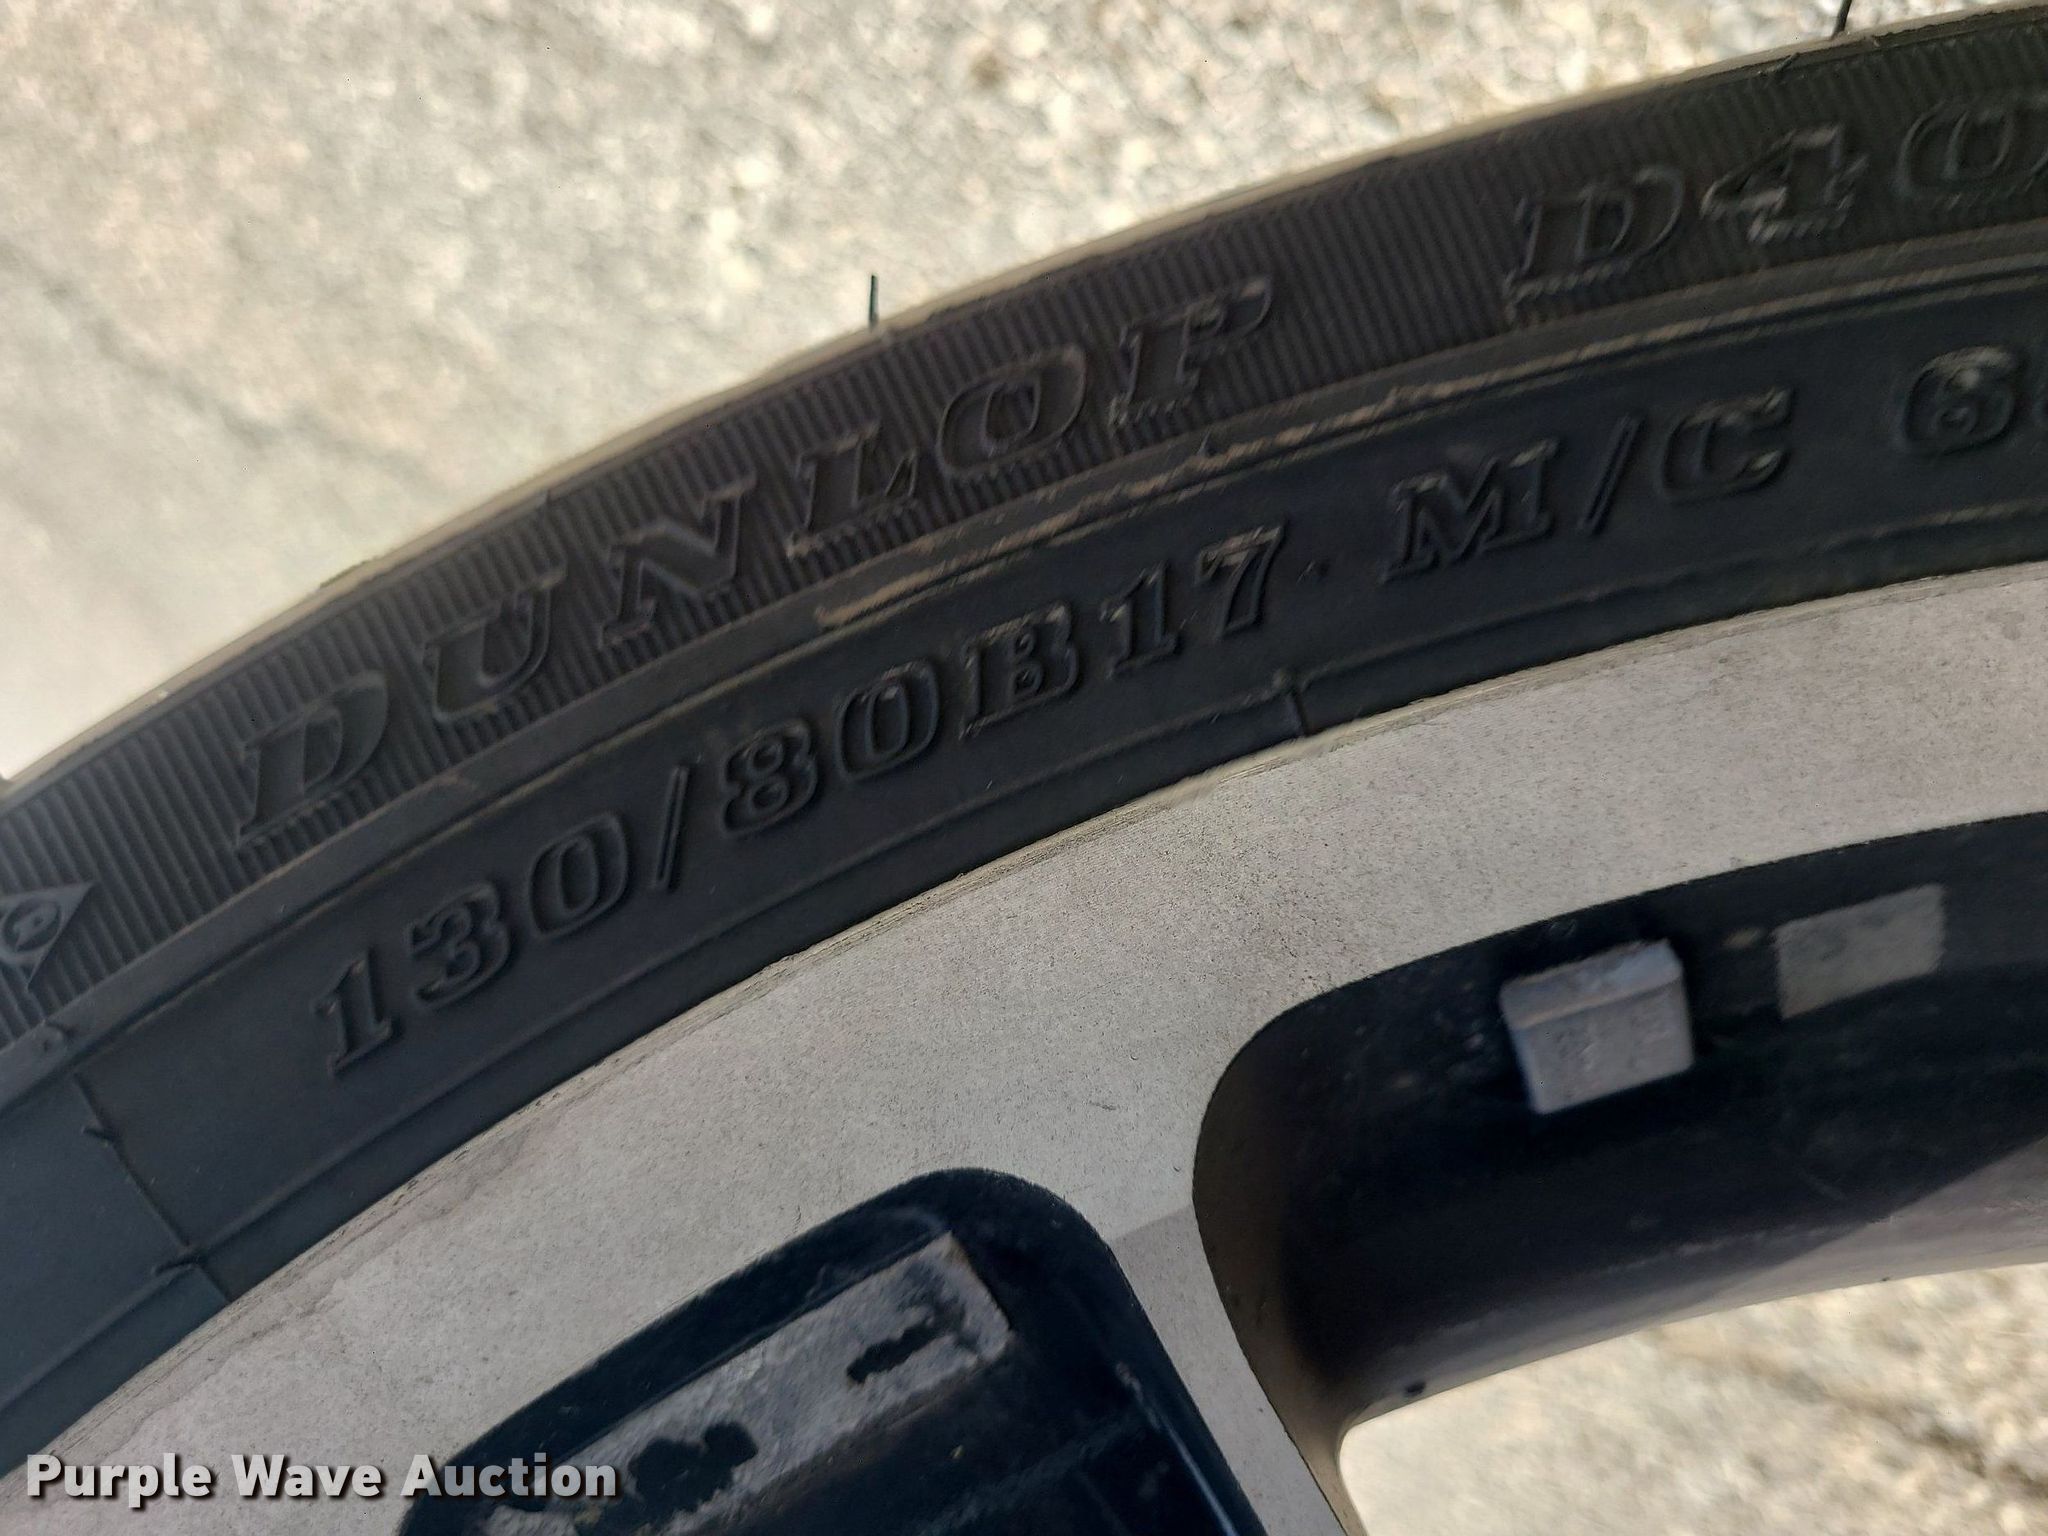 DUNLOP D40
130/80B17 M/C 6
Purple Wave Auction